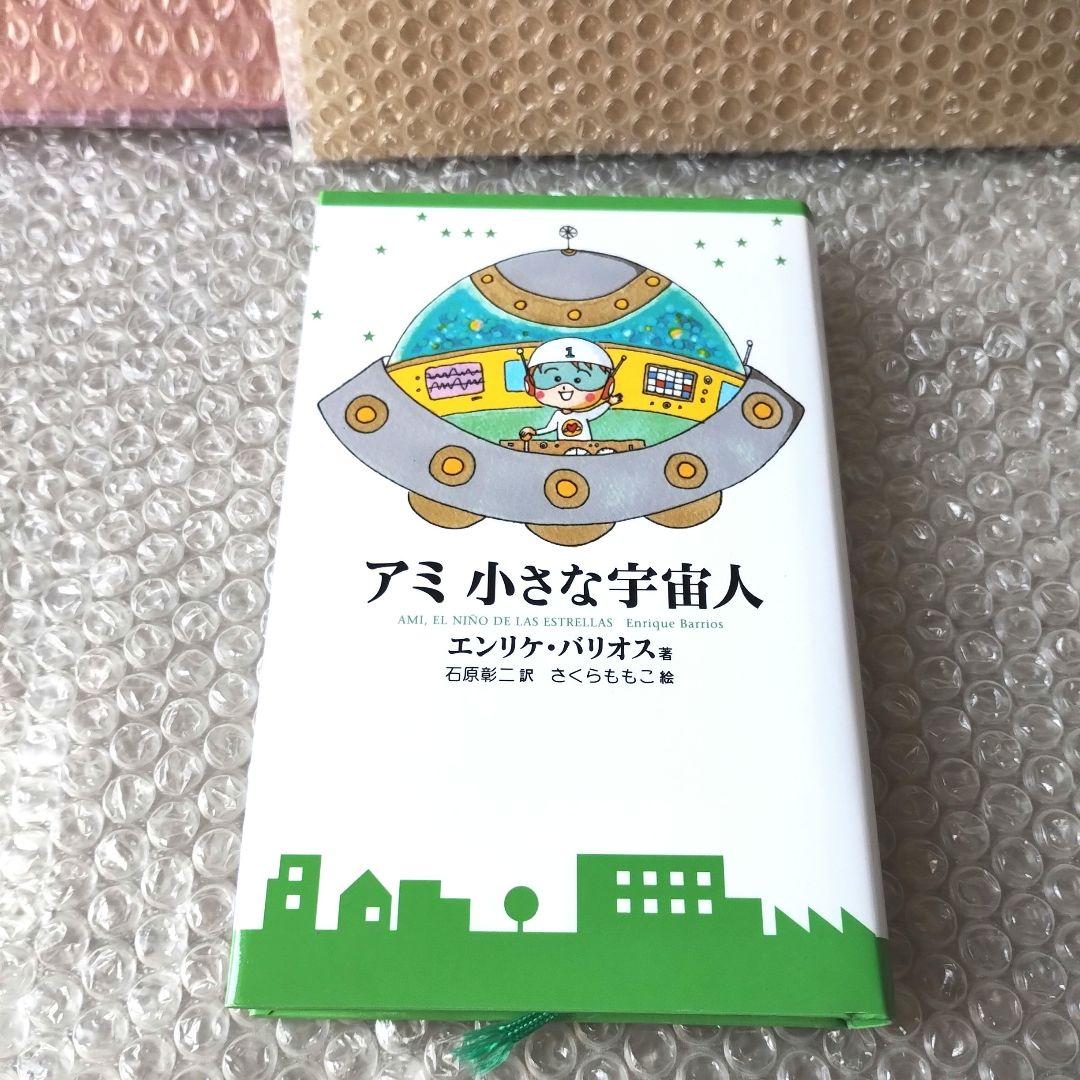 1
アミ 小さな宇宙人
AMI, EL NIÑO DE LAS ESTRELLAS Enrique Barrios
エンリケ・バリオス 著
石原彰二 訳 さくらももこ 絵